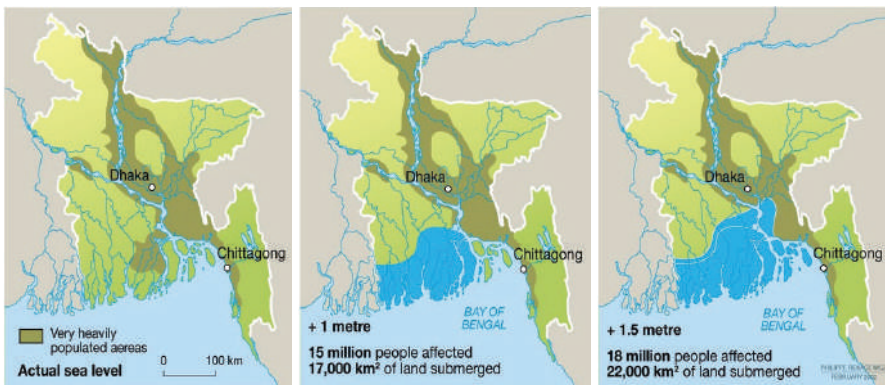 Dhaka
Chittagong
Very heavily
populated aereas
0 100 km
Actual sea level
Dhaka
Chittagong
BAY OF
BENGAL
+ 1 metre
15 million people affected
17,000 km² of land submerged
Dhaka
Chittagong
BAY OF
BENGAL
+ 1.5 metre
18 million people affected
22,000 km² of land submerged